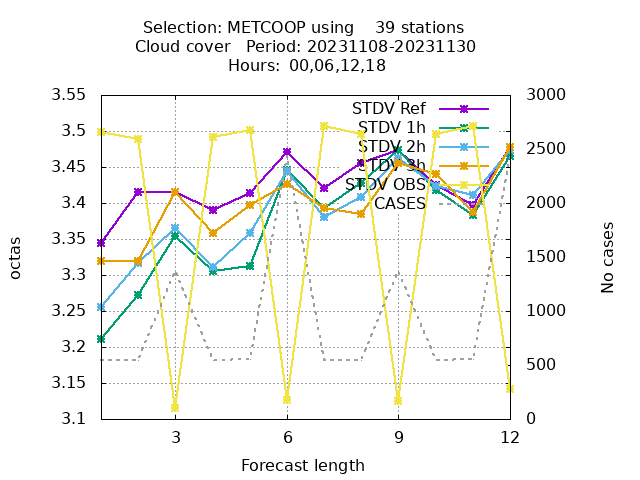 Selection: METCOOP using 39 stations
Cloud cover Period: 20231108-20231130
Hours: 00,06,12,18
3.55
3.5
3.45
3.4
3.35
3.3
3.25
3.2
3.15
3.1
octas
STDV Ref
STDV 1h
STDV 2h
STDV 3h
STDV OBS
CASES
3000
2500
2000
1500
1000
500
0
No cases
3
6
9
12
Forecast length